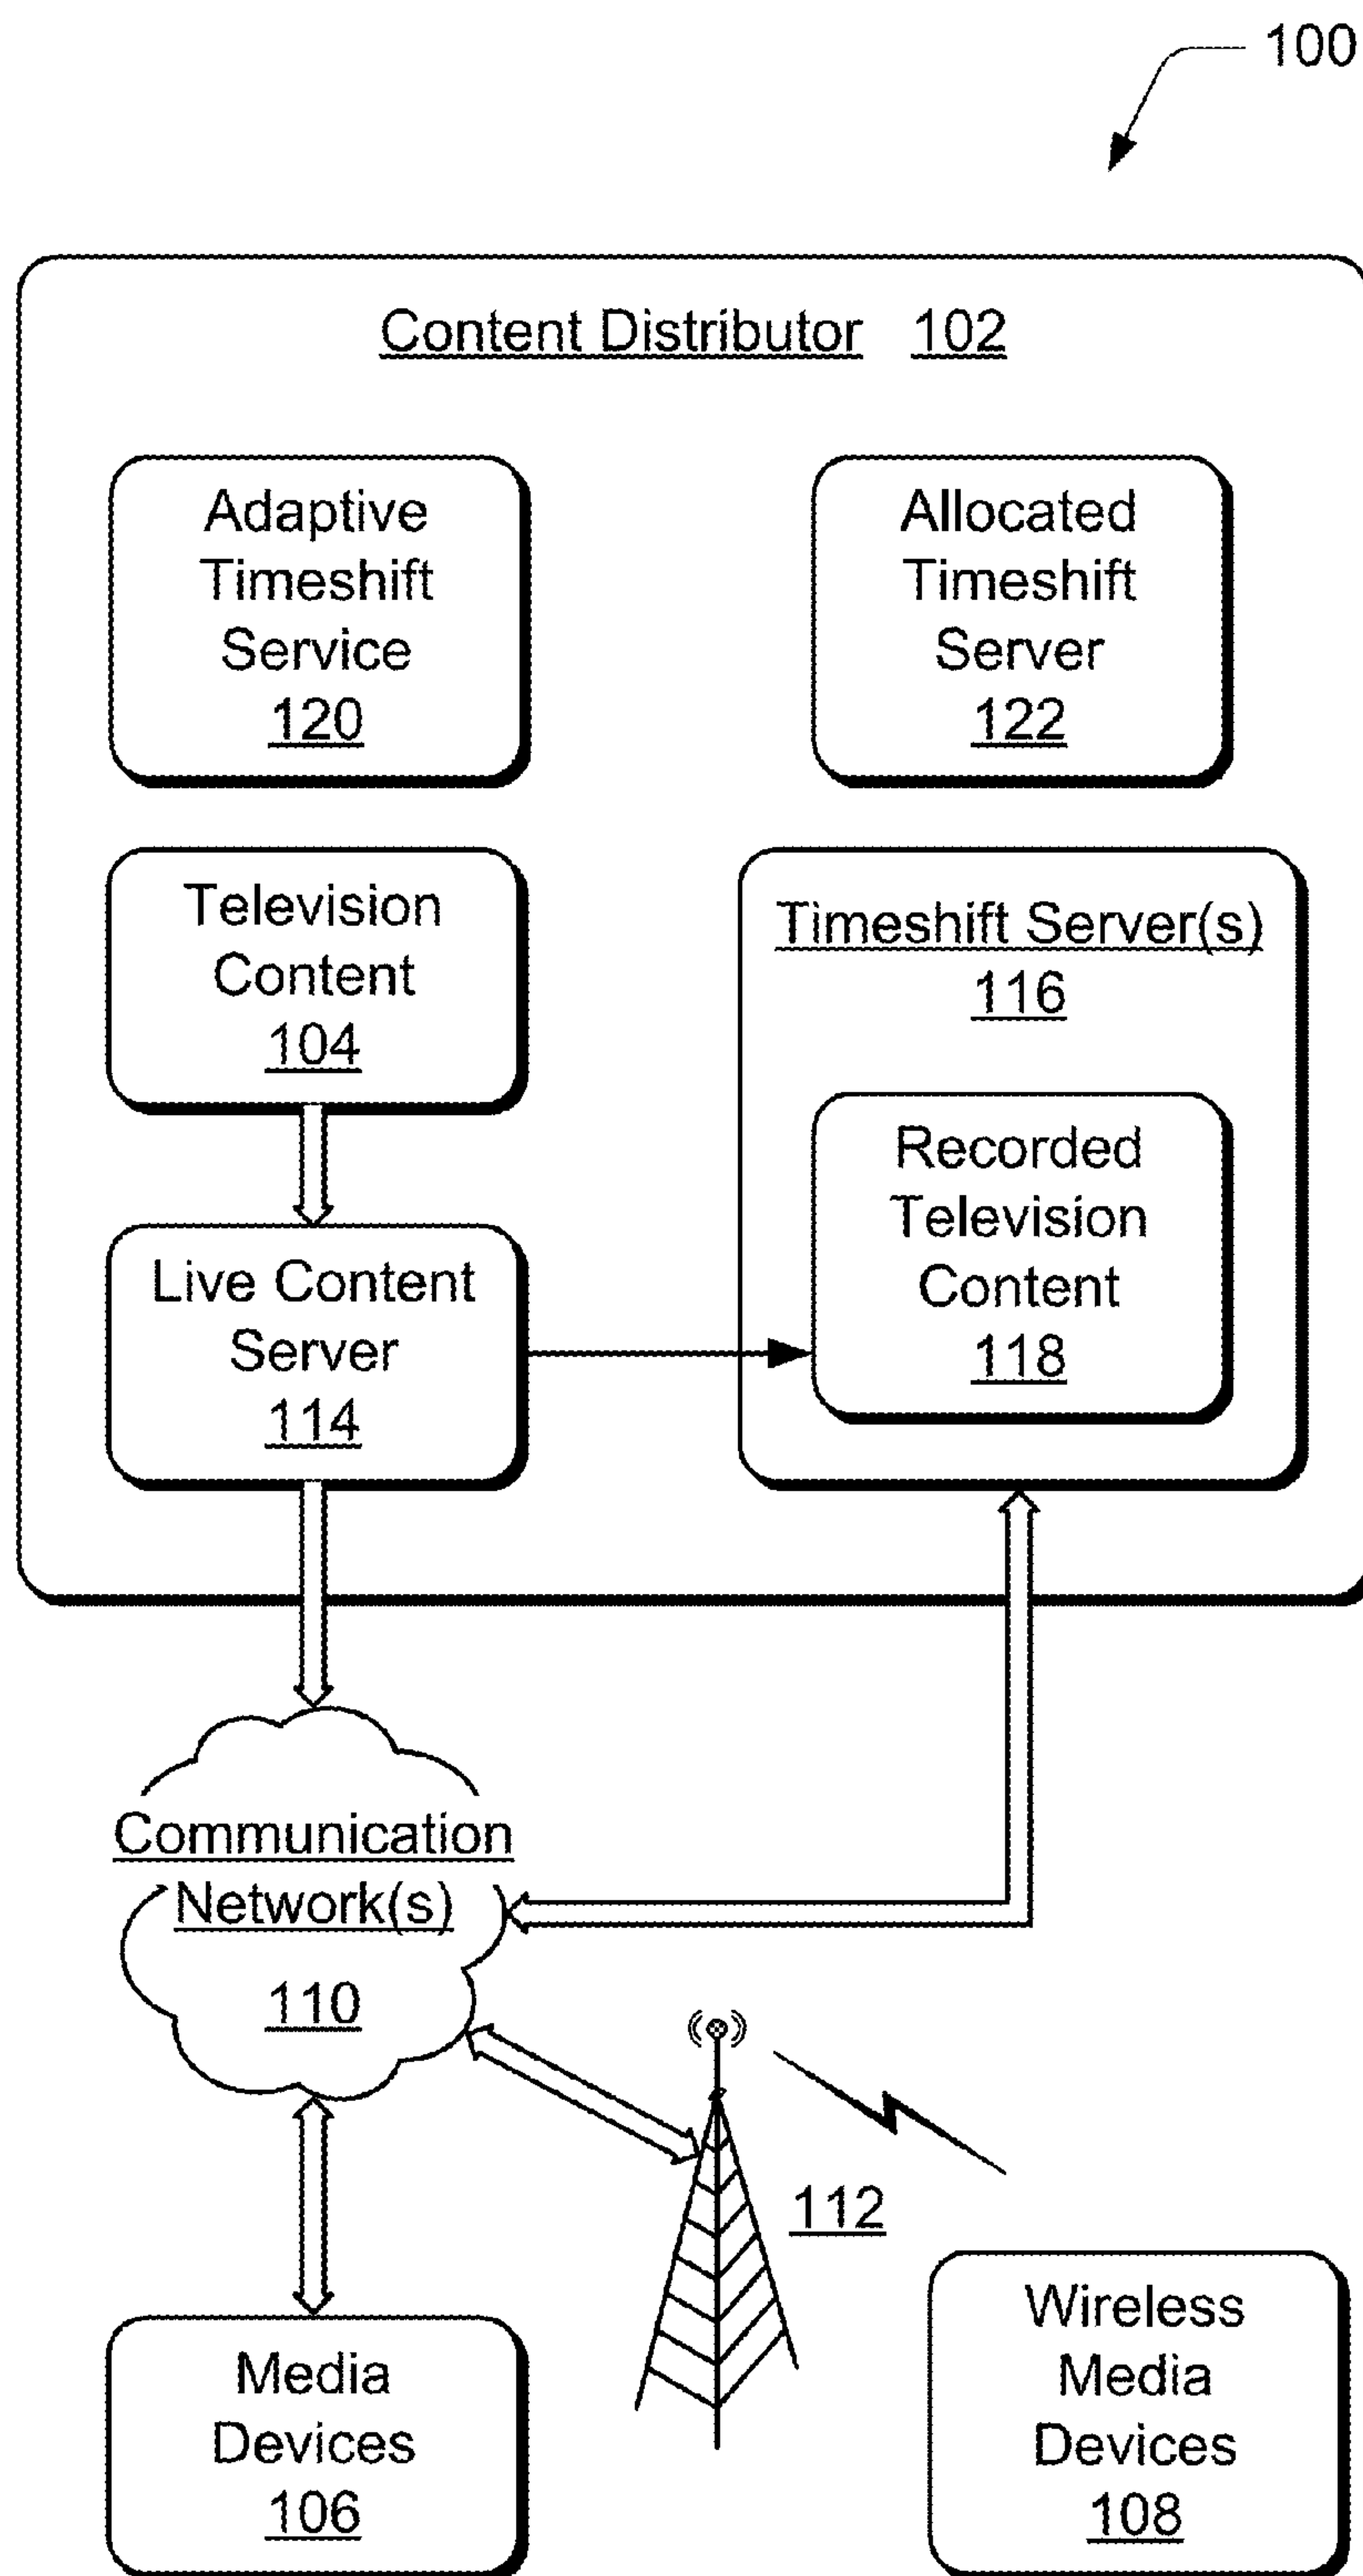 100
Content Distributor 102
Adaptive
Timeshift
Service
120
Allocated
Timeshift
Server
122
Television
Content
104
Timeshift Server(s)
116
Recorded
Television
Content
118
Live Content
Server
114
Communication
Network(s)
110
112
Media
Devices
106
Wireless
Media
Devices
108